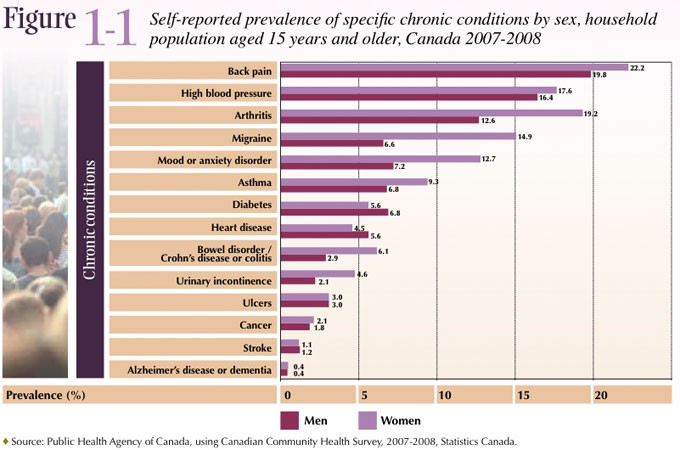 Figure 1-1
Self-reported prevalence of specific chronic conditions by sex, household
population aged 15 years and older, Canada 2007-2008
Chronic conditions
Back pain 22.2
19.8
High blood pressure 17.6
16.4
Arthritis 19.2
12.6
Migraine 14.9
6.6
Mood or anxiety disorder 12.7
7.2
Asthma 9.3
6.8
Diabetes 5.6
6.8
Heart disease 4.5
5.6
Bowel disorder / 6.1
Crohn's disease or colitis 2.9
Urinary incontinence 4.6
2.1
Ulcers 3.0
3.0
Cancer 2.1
1.8
Stroke 1.1
1.2
Alzheimer's disease or dementia 0.4
0.4
Prevalence (%) 0 5 10 15 20
Men Women
♦ Source: Public Health Agency of Canada, using Canadian Community Health Survey, 2007-2008, Statistics Canada.